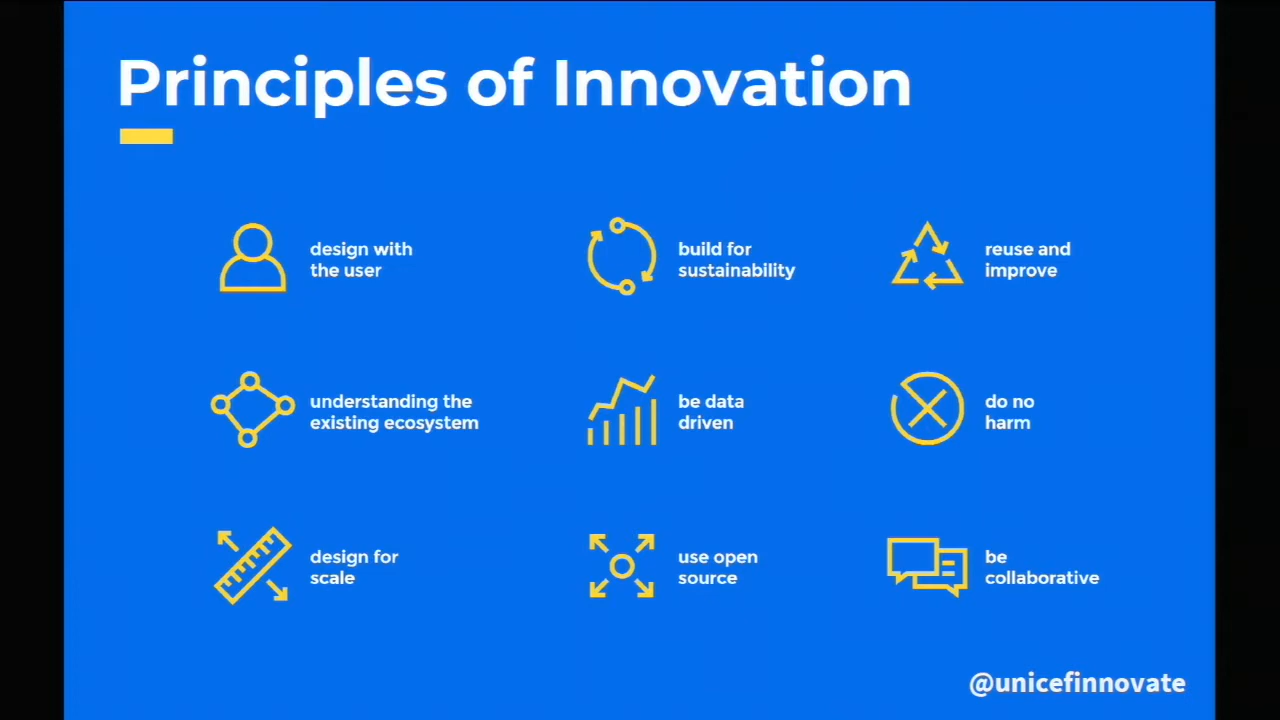 Principles of Innovation
design with
the user
build for
sustainability
reuse and
improve
understanding the
existing ecosystem
be data
driven
do no
harm
design for
scale
use open
source
be
collaborative
@unicefinnovate